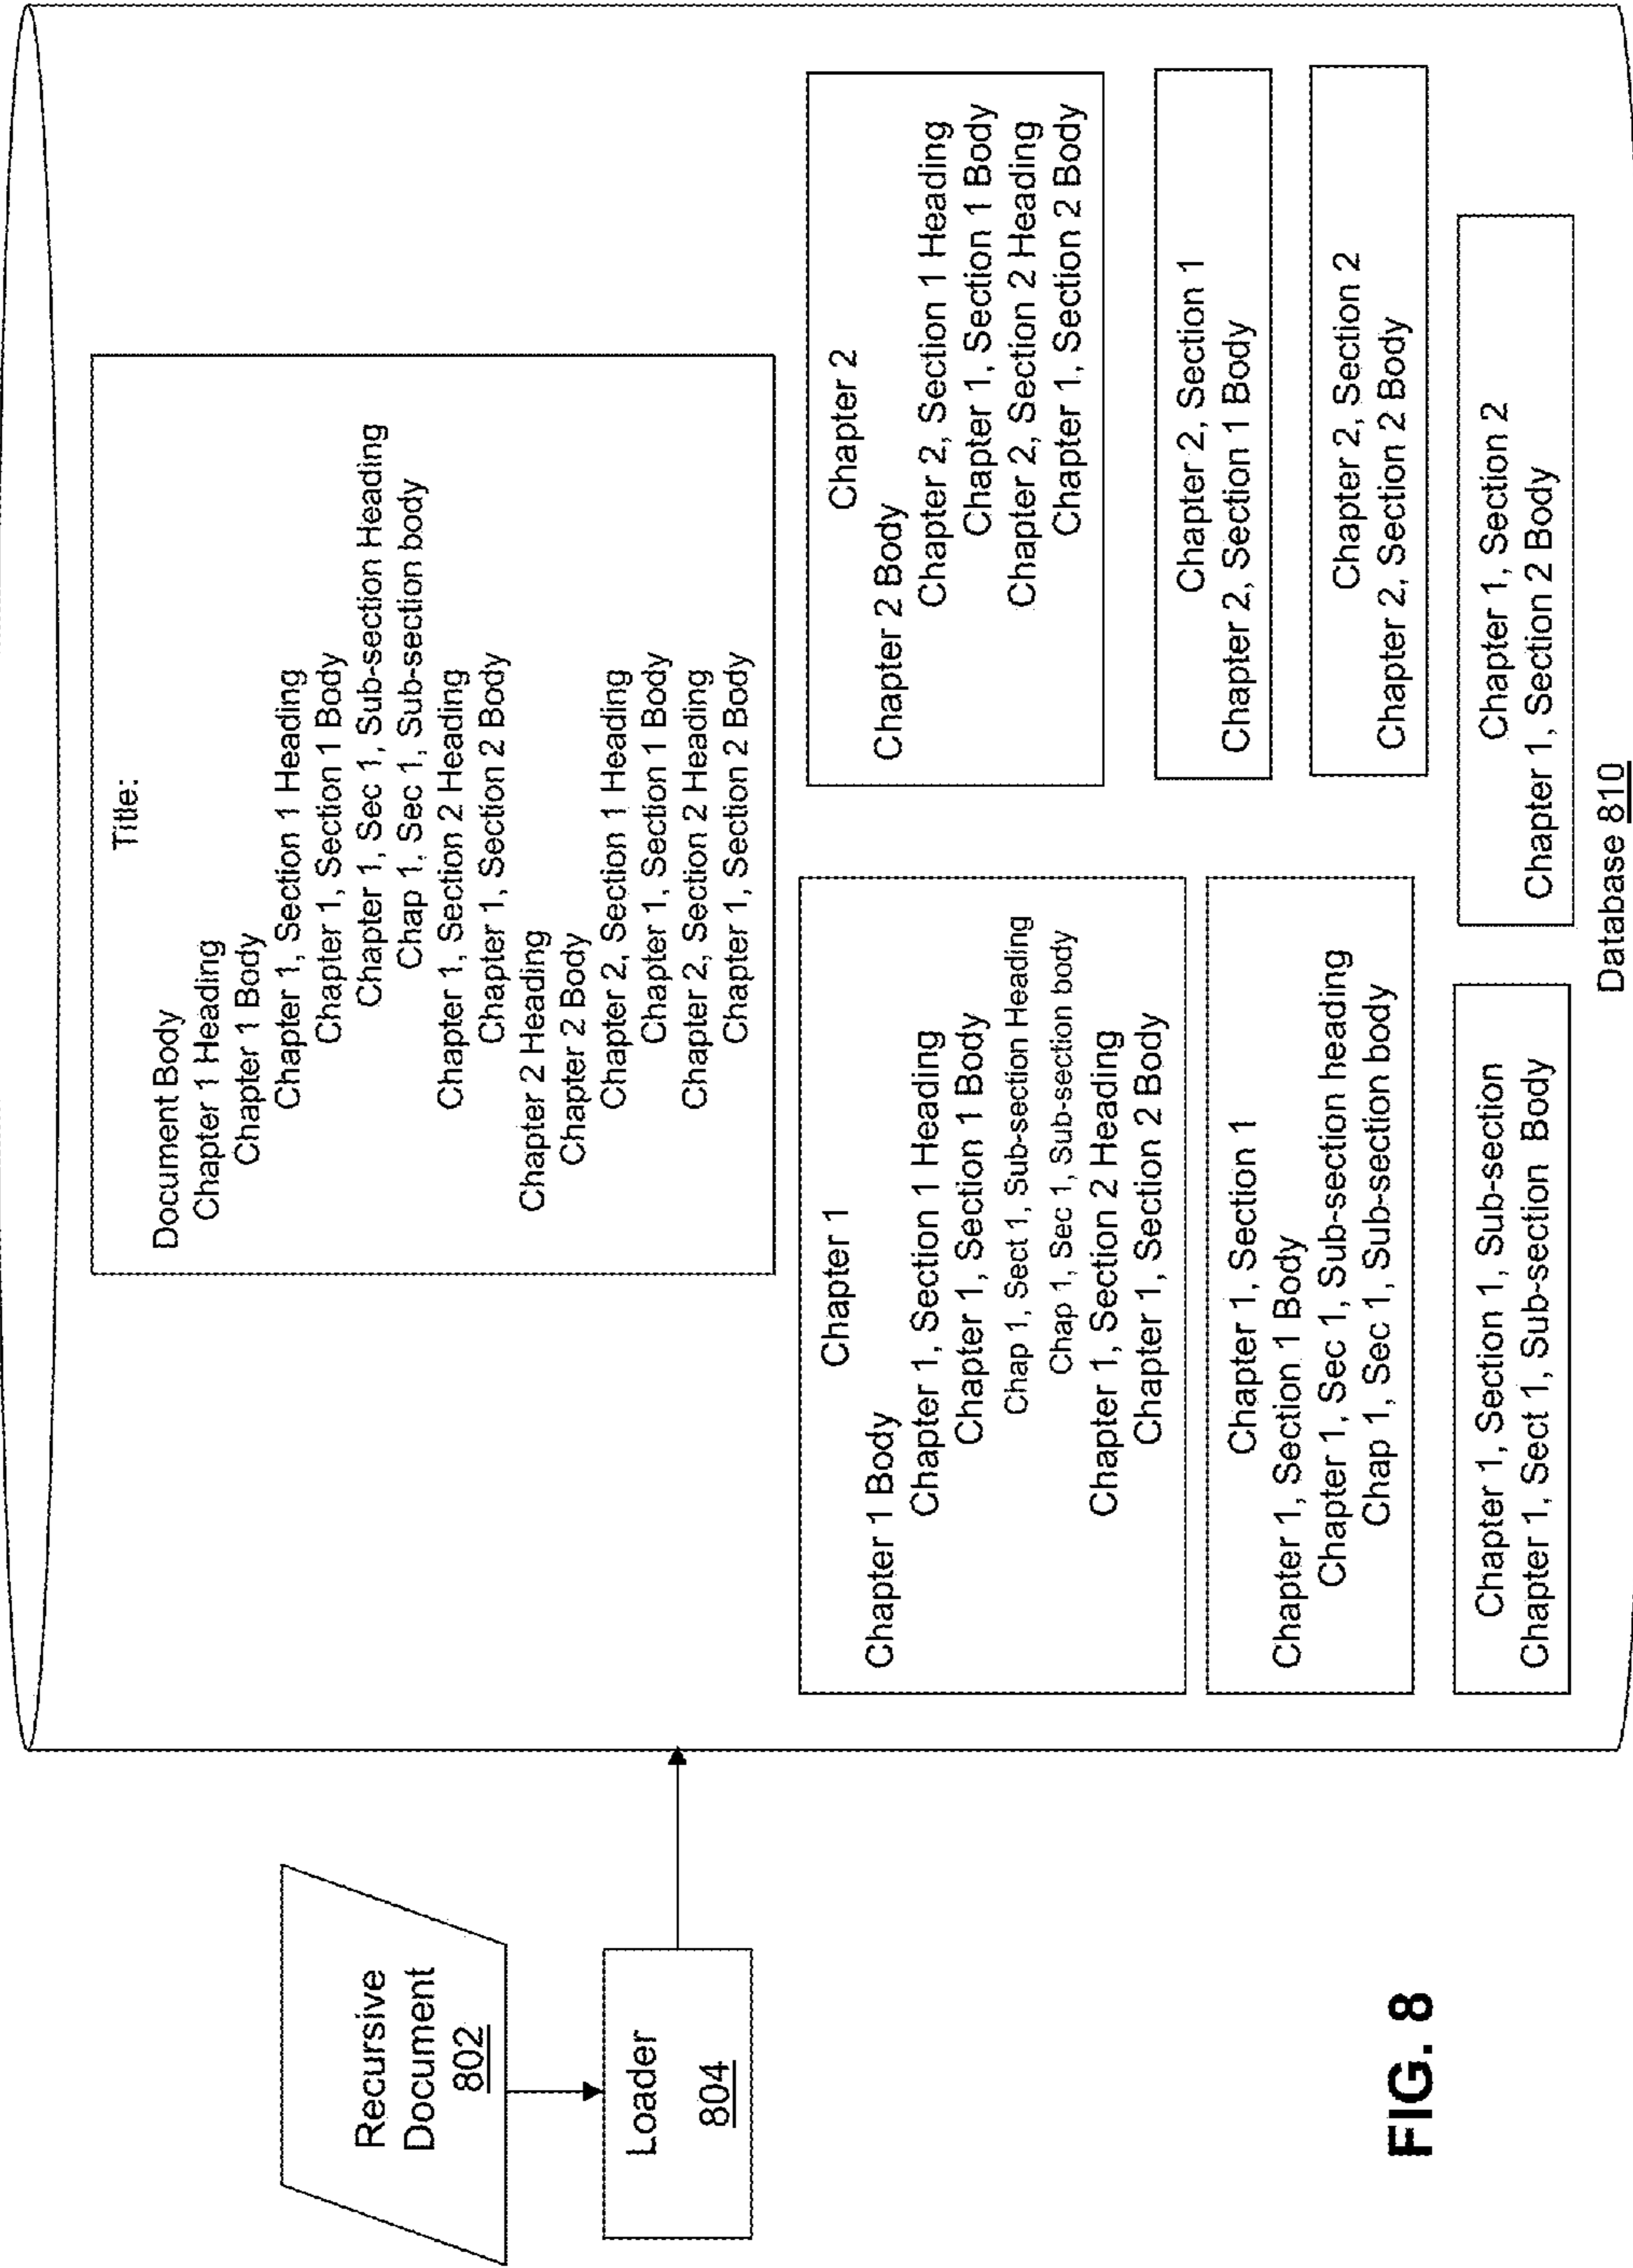 Recursive
Document
802
Loader
804
Title:
Document Body
Chapter 1 Heading
Chapter 1 Body
Chapter 1, Section 1 Heading
Chapter 1, Section 1 Body
Chapter 1, Sec 1, Sub-section Heading
Chap 1, Sec 1, Sub-section body
Chapter 1, Section 2 Heading
Chapter 1, Section 2 Body
Chapter 2 Heading
Chapter 2 Body
Chapter 2, Section 1 Heading
Chapter 1, Section 1 Body
Chapter 2, Section 2 Heading
Chapter 1, Section 2 Body
Chapter 1
Chapter 1 Body
Chapter 1, Section 1 Heading
Chapter 1, Section 1 Body
Chap 1, Sect 1, Sub-section Heading
Chap 1, Sec 1, Sub-section body
Chapter 1, Section 2 Heading
Chapter 1, Section 2 Body
Chapter 2
Chapter 2 Body
Chapter 2, Section 1 Heading
Chapter 1, Section 1 Body
Chapter 2, Section 2 Heading
Chapter 1, Section 2 Body
Chapter 1, Section 1
Chapter 1, Section 1 Body
Chapter 1, Sec 1, Sub-section heading
Chap 1, Sec 1, Sub-section body
Chapter 2, Section 1
Chapter 2, Section 1 Body
Chapter 2, Section 2
Chapter 2, Section 2 Body
Chapter 1, Section 1, Sub-section
Chapter 1, Sect 1, Sub-section Body
Chapter 1, Section 2
Chapter 1, Section 2 Body
Database 810
FIG. 8